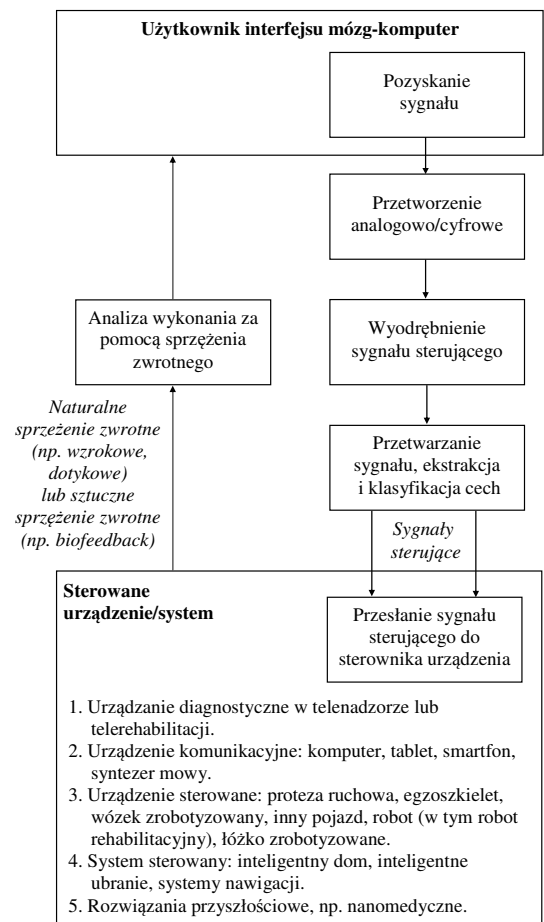 Użytkownik interfejsu mózg-komputer
Pozyskanie
sygnału
Przetworzenie
analogowo/cyfrowe
Analiza wykonania za
pomocą sprzężenia
zwrotnego
Wyodrębnienie
sygnału sterującego
Naturalne
sprzeżenie zwrotne
(np. wzrokowe,
dotykowe)
lub sztuczne
sprzężenie zwrotne
(np. biofeedback)
Przetwarzanie
sygnału, ekstrakcja
i klasyfikacja cech
Sygnały
sterujące
Sterowane
urządzenie/system
Przesłanie sygnału
sterującego do
sterownika urządzenia
1. Urządzanie diagnostyczne w telenadzorze lub
telerehabilitacji.
2. Urządzenie komunikacyjne: komputer, tablet, smartfon,
syntezer mowy.
3. Urządzenie sterowane: proteza ruchowa, egzoszkielet,
wózek zrobotyzowany, inny pojazd, robot (w tym robot
rehabilitacyjny), łóżko zrobotyzowane.
4. System sterowany: inteligentny dom, inteligentne
ubranie, systemy nawigacji.
5. Rozwiązania przyszłościowe, np. nanomedyczne.